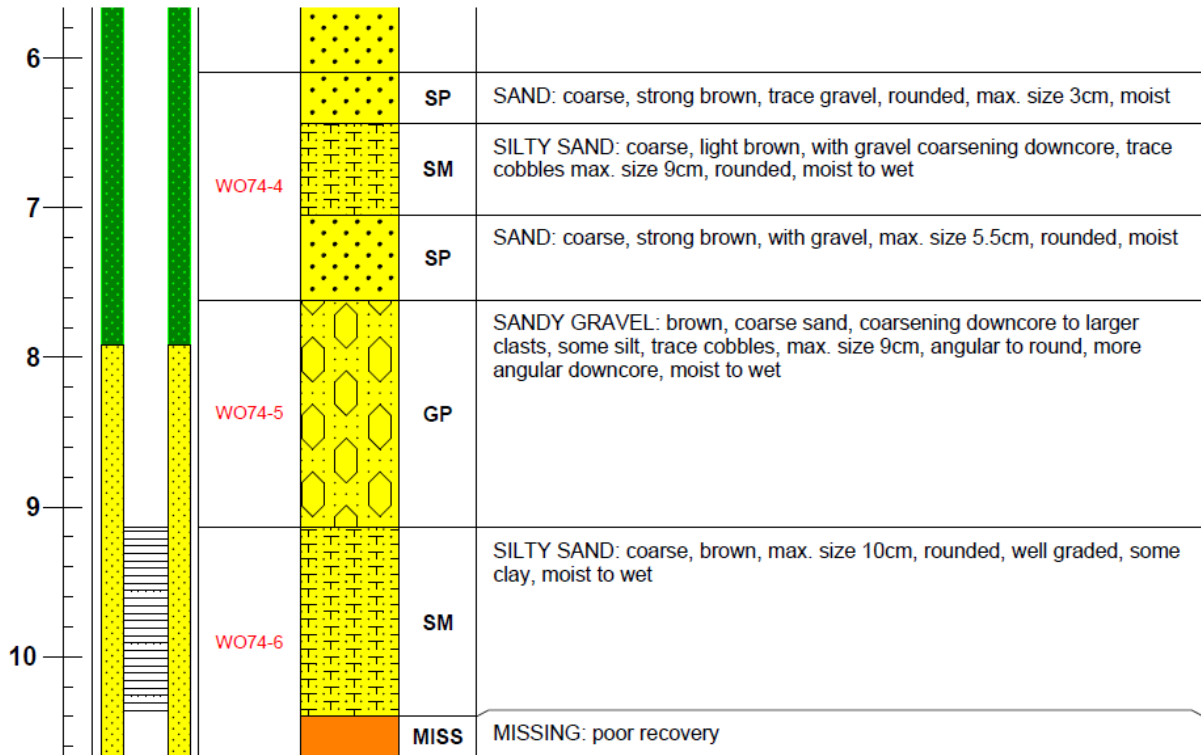 6
SP
SAND: coarse, strong brown, trace gravel, rounded, max. size 3cm, moist
SM
SILTY SAND: coarse, light brown, with gravel coarsening downcore, trace
cobbles max. size 9cm, rounded, moist to wet
WO74-4
7
SP
SAND: coarse, strong brown, with gravel, max. size 5.5cm, rounded, moist
SANDY GRAVEL: brown, coarse sand, coarsening downcore to larger
clasts, some silt, trace cobbles, max. size 9cm, angular to round, more
angular downcore, moist to wet
8
WO74-5
GP
9
SILTY SAND: coarse, brown, max. size 10cm, rounded, well graded, some
clay, moist to wet
SM
WO74-6
10
MISS
MISSING: poor recovery